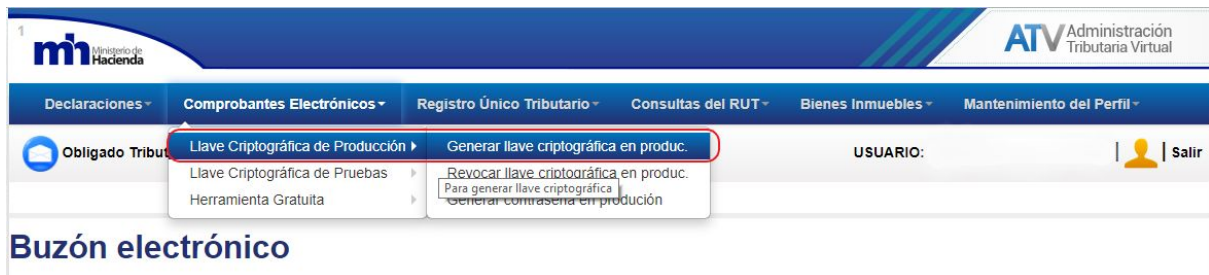 1
mh Ministerio de
Hacienda
ATV Administración
Tributaria Virtual
Declaraciones Comprobantes Electrónicos Registro Único Tributario Consultas del RUT Bienes Inmuebles Mantenimiento del Perfil
Obligado Tribut USUARIO: | | Salir
Llave Criptográfica de Producción Generar llave criptográfica en produc.
Llave Criptográfica de Pruebas Revocar llave criptográfica en produc.
Para generar llave criptográfica
Herramienta Gratuita Generar contraseña en produción
Buzón electrónico